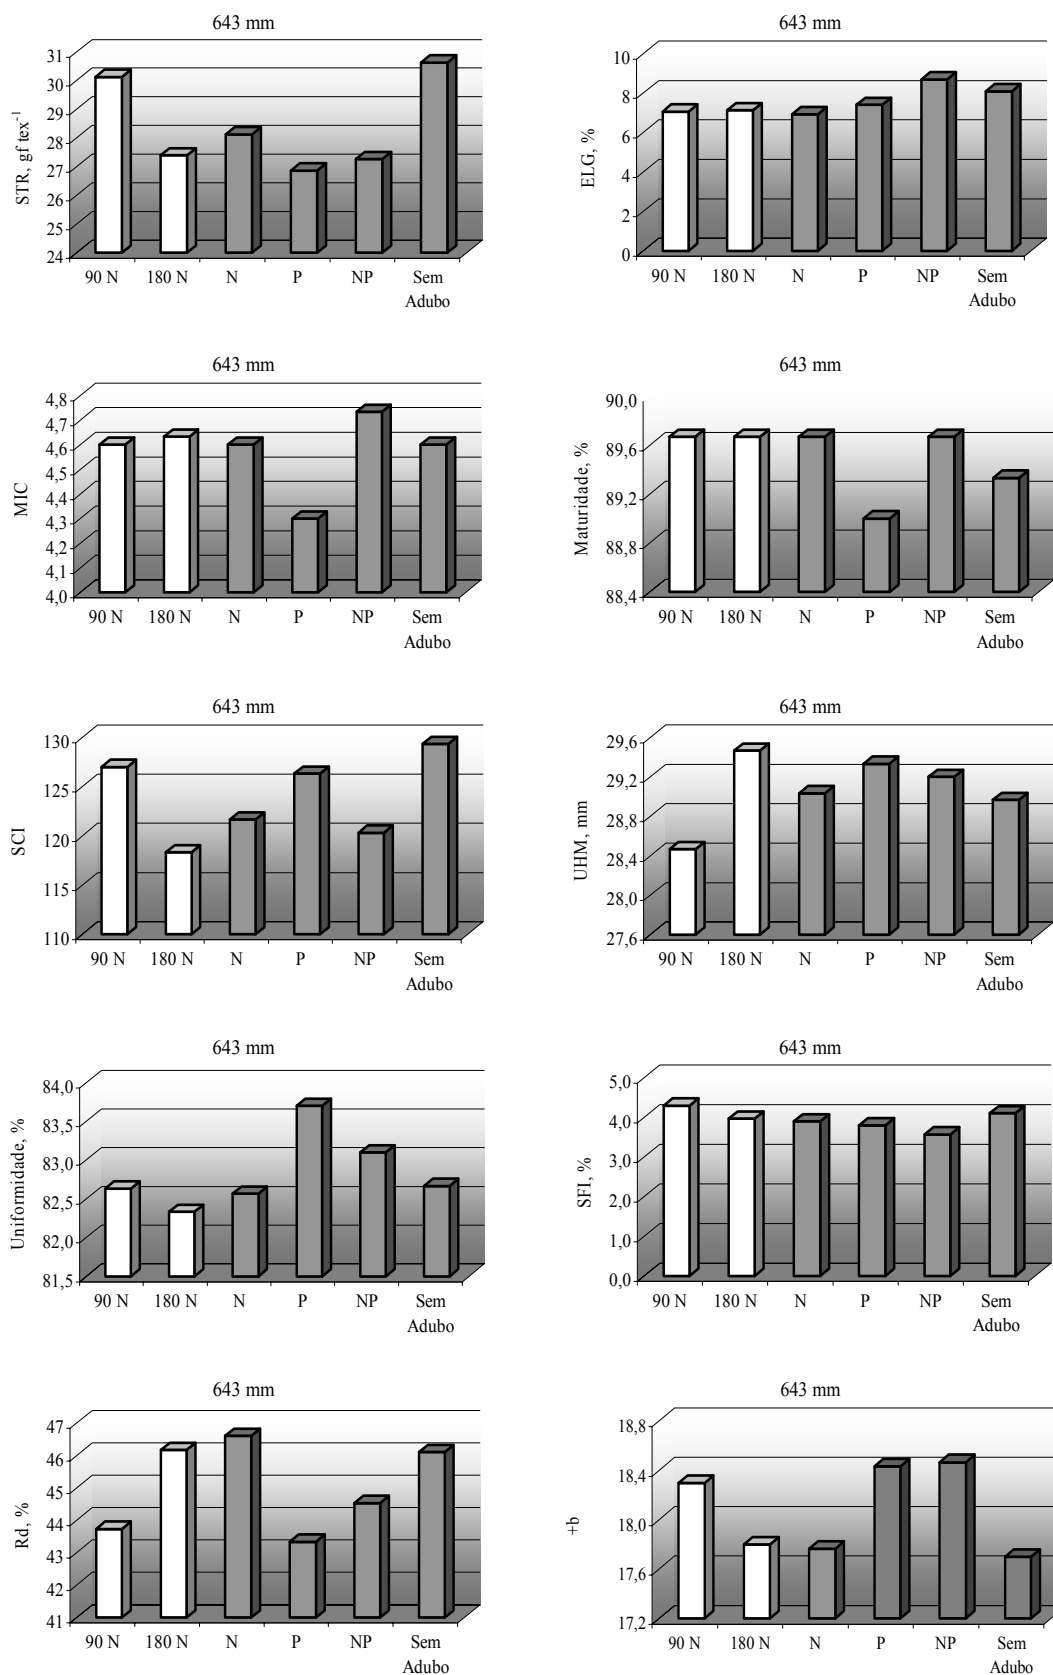 643 mm
31
30
29
28
27
26
25
24
STR, gf tex⁻¹
90 N 180 N N P NP Sem
Adubo
643 mm
10
8
6
4
2
0
ELG, %
90 N 180 N N P NP Sem
Adubo
643 mm
4,8
4,7
4,6
4,5
4,4
4,3
4,2
4,1
4,0
MIC
90 N 180 N N P NP Sem
Adubo
643 mm
90,0
89,6
89,2
88,8
88,4
Maturidade, %
90 N 180 N N P NP Sem
Adubo
643 mm
130
125
120
115
110
SCI
90 N 180 N N P NP Sem
Adubo
643 mm
29,6
29,2
28,8
28,4
28,0
27,6
UHM, mm
90 N 180 N N P NP Sem
Adubo
643 mm
84,0
83,5
83,0
82,5
82,0
81,5
Uniformidade, %
90 N 180 N N P NP Sem
Adubo
643 mm
5,0
4,0
3,0
2,0
1,0
0,0
SFI, %
90 N 180 N N P NP Sem
Adubo
643 mm
47
46
45
44
43
42
41
Rd, %
90 N 180 N N P NP Sem
Adubo
643 mm
18,8
18,4
18,0
17,6
17,2
+b
90 N 180 N N P NP Sem
Adubo